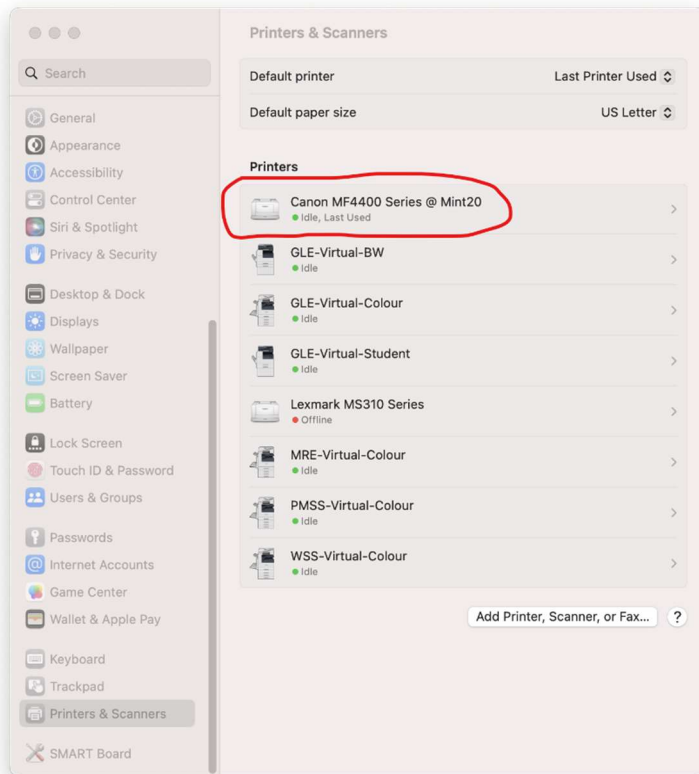 Printers & Scanners
Search
General
Appearance
Accessibility
Control Center
Siri & Spotlight
Privacy & Security
Desktop & Dock
Displays
Wallpaper
Screen Saver
Battery
Lock Screen
Touch ID & Password
Users & Groups
Passwords
Internet Accounts
Game Center
Wallet & Apple Pay
Keyboard
Trackpad
Printers & Scanners
SMART Board
Default printer Last Printer Used
Default paper size US Letter
Printers
Canon MF4400 Series @ Mint20
Idle, Last Used
GLE-Virtual-BW
Idle
GLE-Virtual-Colour
Idle
GLE-Virtual-Student
Idle
Lexmark MS310 Series
Offline
MRE-Virtual-Colour
Idle
PMSS-Virtual-Colour
Idle
WSS-Virtual-Colour
Idle
Add Printer, Scanner, or Fax... ?